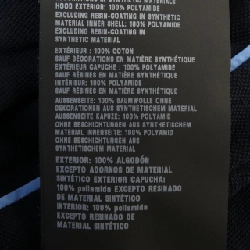 HOOD EXTERIOR: 100% POLYAMIDE
EXCLUDING RESIN-COATING IN SYNTHETIC
MATERIAL INNER SHELL: 100% POLYAMIDE
EXCLUDING RESIN-COATING IN
SYNTHETIC MATERIAL
EXTÉRIEUR : 100% COTON
SAUF DÉCORATIONS EN MATIÈRE SYNTHÉTIQUE
EXTÉRIEUR CAPUCHE : 100% POLYAMIDE
SAUF RÉSINES EN MATIÈRE SYNTHÉTIQUE
INTÉRIEUR : 100% POLYAMIDE
SAUF RÉSINES EN MATIÈRE SYNTHÉTIQUE
AUSSENSEITE: 100% BAUMWOLLE OHNE
DEKORATIONEN AUS SYNTHETISCHEM MATERIAL
AUSSENSEITE KAPUZE: 100% POLYAMID
OHNE BESCHICHTUNGEN AUS SYNTHETISCHEM
MATERIAL INNENSEITE: 100% POLYAMID
OHNE BESCHICHTUNGEN AUS
SYNTHETISCHEM MATERIAL
EXTERIOR: 100% ALGODÓN
EXCEPTO ADORNOS DE MATERIAL
SINTÉTICO EXTERIOR CAPUCHA:
100% poliamida EXCEPTO RESINADO
DE MATERIAL SINTÉTICO
INTERIOR: 100% poliamida
EXCEPTO RESINADO DE
MATERIAL SINTÉTICO